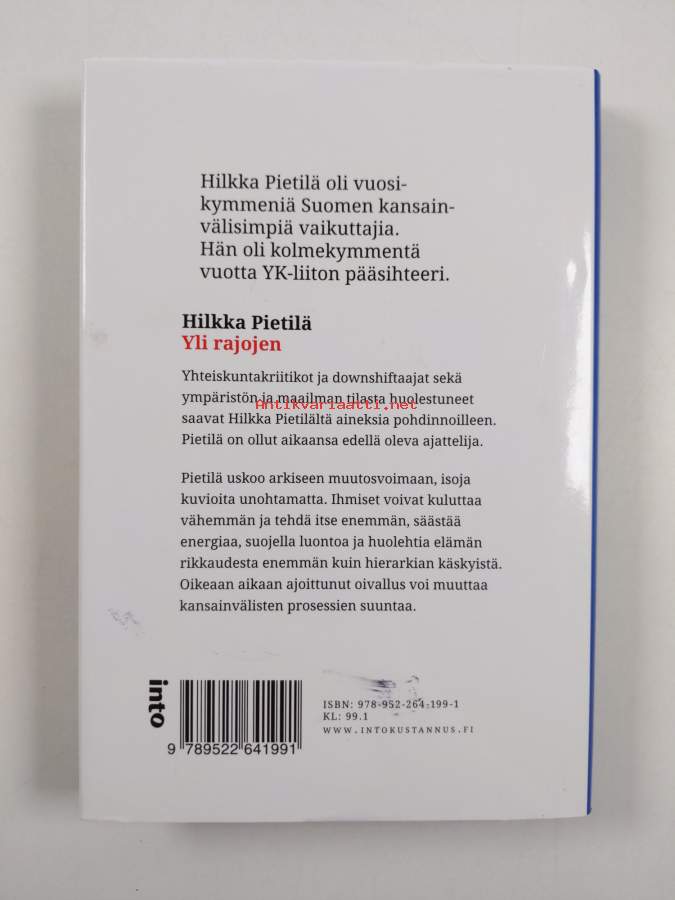 Hilkka Pietilä oli vuosi-
kymmeniä Suomen kansain-
välisimpiä vaikuttajia.
Hän oli kolmekymmentä
vuotta YK-liiton pääsihteeri.
Hilkka Pietilä
Yli rajojen
Yhteiskuntakriitikot ja downshiftaajat sekä
ympäristön ja maailman tilasta huolestuneet
Antikvariaatti.net
saavat Hilkka Pietilältä aineksia pohdinnoilleen.
Pietilä on ollut aikaansa edellä oleva ajattelija.
Pietilä uskoo arkiseen muutosvoimaan, isoja
kuvioita unohtamatta. Ihmiset voivat kuluttaa
vähemmän ja tehdä itse enemmän, säästää
energiaa, suojella luontoa ja huolehtia elämän
rikkaudesta enemmän kuin hierarkian käskyistä.
Oikeaan aikaan ajoittunut oivallus voi muuttaa
kansainvälisten prosessien suuntaa.
into
9 789522 641991
ISBN: 978-952-264-199-1
KL: 99.1
WWW.INTOKUSTANNUS.FI